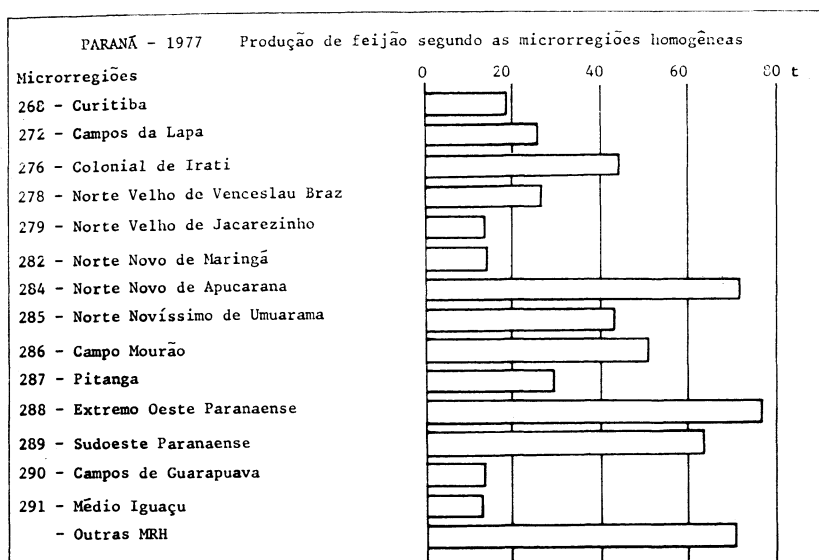 PARANÁ - 1977 Produção de feijão segundo as microrregiões homogêneas
Microrregiões 0 20 40 60 80 t
268 - Curitiba
272 - Campos da Lapa
276 - Colonial de Irati
278 - Norte Velho de Venceslau Braz
279 - Norte Velho de Jacarezinho
282 - Norte Novo de Maringã
284 - Norte Novo de Apucarana
285 - Norte Novíssimo de Umuarama
286 - Campo Mourão
287 - Pitanga
288 - Extremo Oeste Paranaense
289 - Sudoeste Paranaense
290 - Campos de Guarapuava
291 - Médio Iguaçu
- Outras MRH